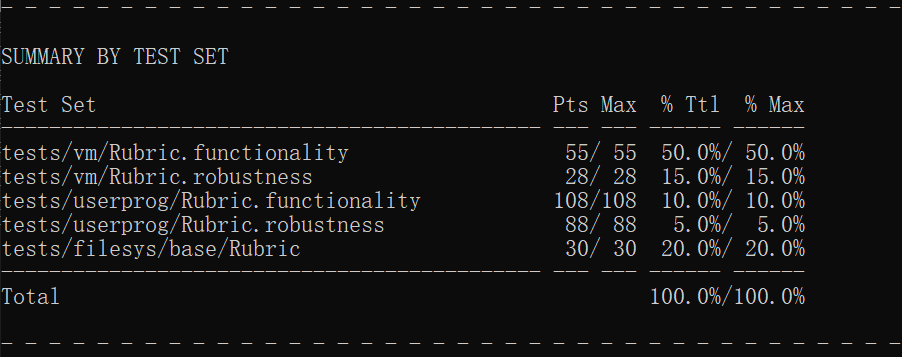 - - - - - - - - - - - - - - - - - - - - - - - - - - - - - - - - - - - - - -
SUMMARY BY TEST SET
Test Set                                      Pts Max  % Ttl  % Max
--------------------------------------------- --- --- ------ ------
tests/vm/Rubric.functionality                  55/ 55  50.0%/ 50.0%
tests/vm/Rubric.robustness                     28/ 28  15.0%/ 15.0%
tests/userprog/Rubric.functionality           108/108  10.0%/ 10.0%
tests/userprog/Rubric.robustness               88/ 88   5.0%/  5.0%
tests/filesys/base/Rubric                      30/ 30  20.0%/ 20.0%
--------------------------------------------- --- --- ------ ------
Total                                                 100.0%/100.0%
- - - - - - - - - - - - - - - - - - - - - - - - - - - - - - - - - - - - - -